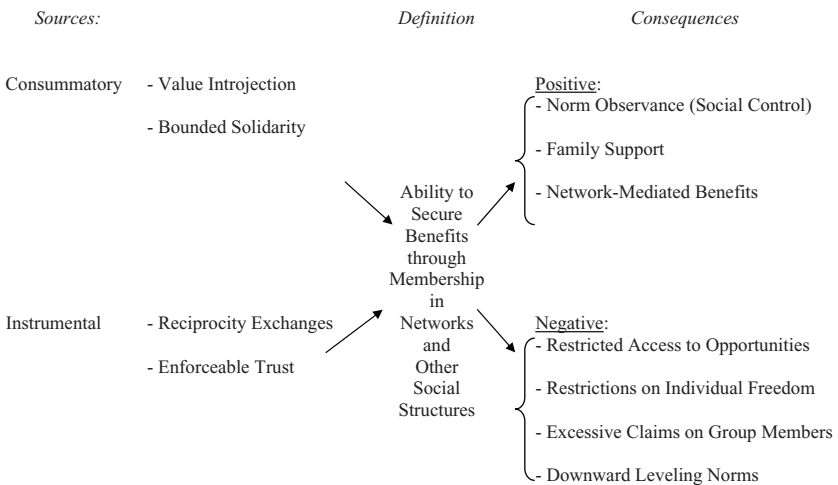 Sources: Definition Consequences
Consummatory - Value Introjection
- Bounded Solidarity
Positive:
- Norm Observance (Social Control)
- Family Support
- Network-Mediated Benefits
Ability to
Secure
Benefits
through
Membership
in
Networks
and
Other
Social
Structures
Instrumental - Reciprocity Exchanges
- Enforceable Trust
Negative:
- Restricted Access to Opportunities
- Restrictions on Individual Freedom
- Excessive Claims on Group Members
- Downward Leveling Norms